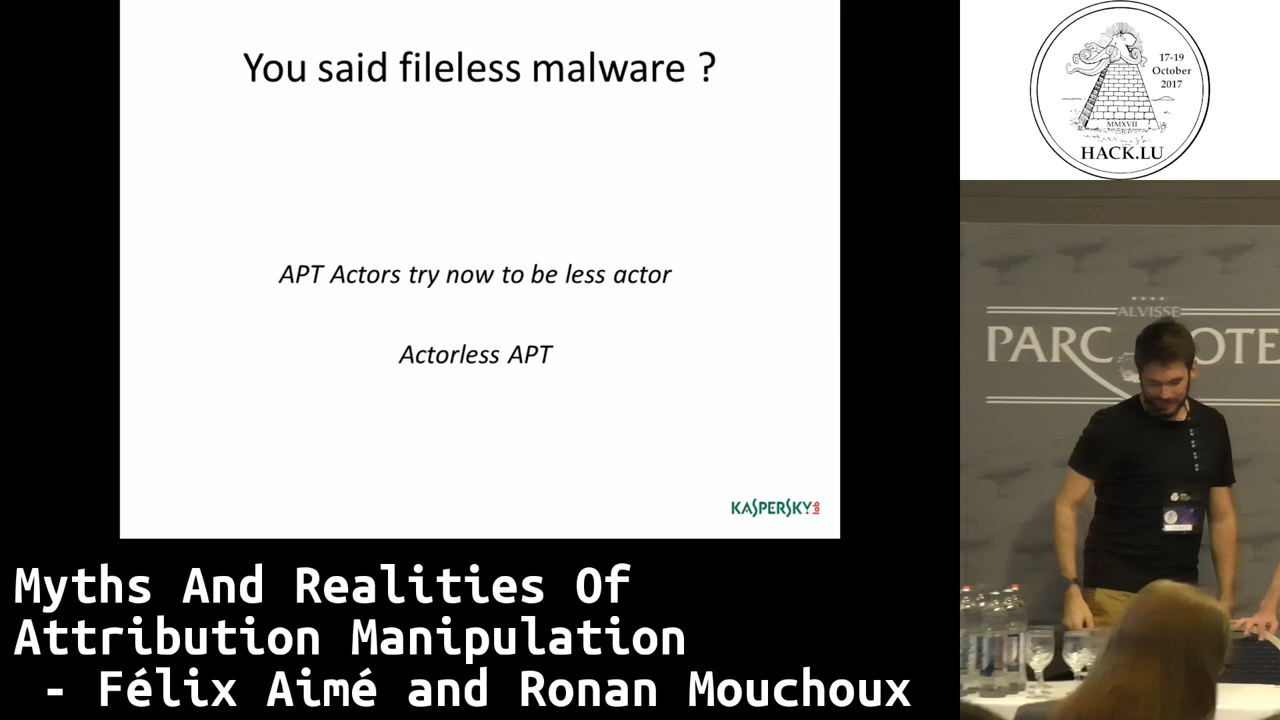 You said fileless malware ?
APT Actors try now to be less actor
Actorless APT
KASPERSKY lab
17-19
October
2017
MMXVII
HACK.LU
ALVISSE
PARC HOTE
Myths And Realities Of
Attribution Manipulation
- Félix Aimé and Ronan Mouchoux